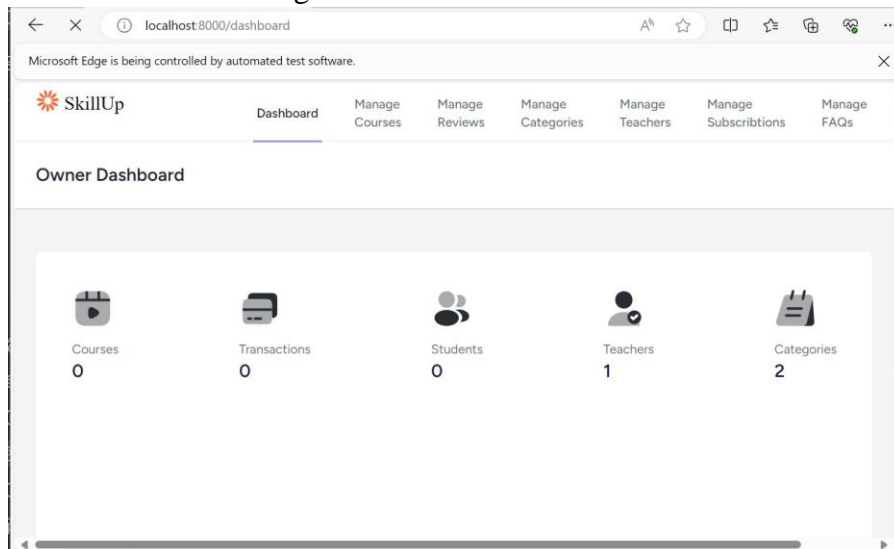 localhost:8000/dashboard
Microsoft Edge is being controlled by automated test software.
SkillUp
Dashboard
Manage
Courses
Manage
Reviews
Manage
Categories
Manage
Teachers
Manage
Subscribtions
Manage
FAQs
Owner Dashboard
Courses
0
Transactions
0
Students
0
Teachers
1
Categories
2